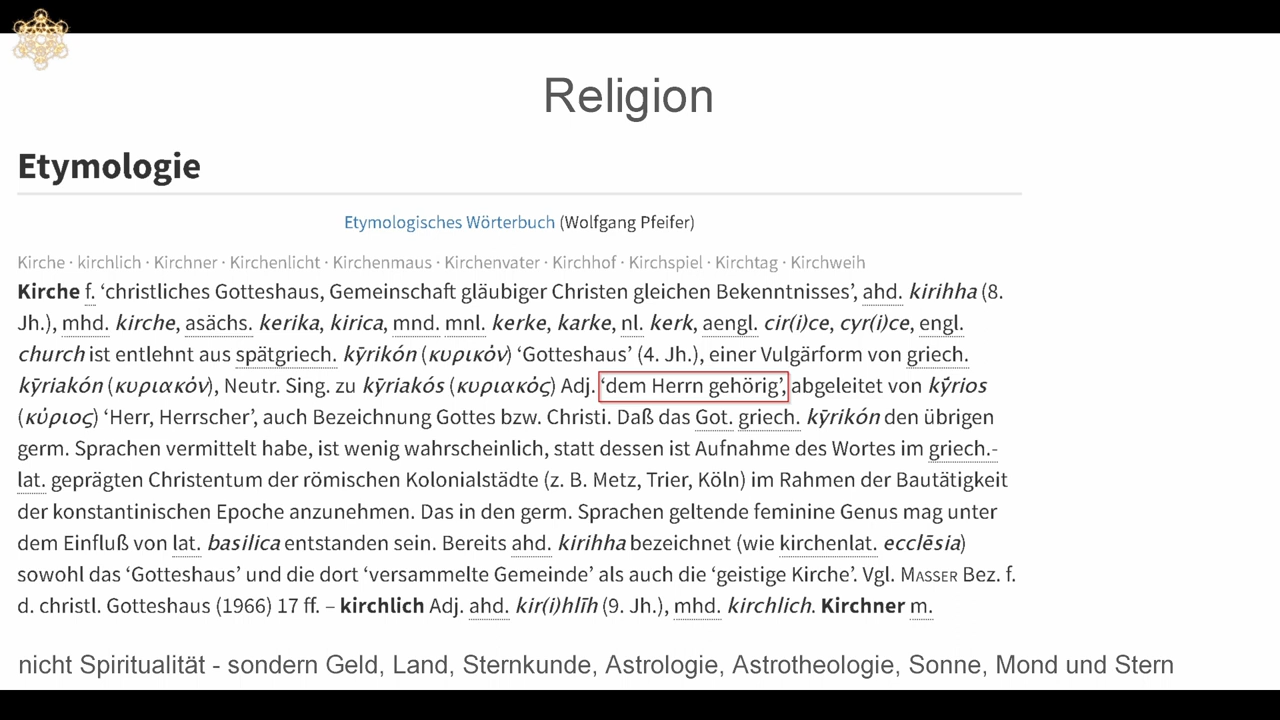 Religion
Etymologie
Etymologisches Wörterbuch (Wolfgang Pfeifer)
Kirche · kirchlich · Kirchner · Kirchenlicht · Kirchenmaus · Kirchenvater · Kirchhof · Kirchspiel · Kirchtag · Kirchweih
Kirche f. ‘christliches Gotteshaus, Gemeinschaft gläubiger Christen gleichen Bekenntnisses’, ahd. kirihha (8.
Jh.), mhd. kirche, asächs. kerika, kirica, mnd. mnl. kerke, karke, nl. kerk, aengl. cir(i)ce, cyr(i)ce, engl.
church ist entlehnt aus spätgriech. kȳrikón (κυρικόν) ‘Gotteshaus’ (4. Jh.), einer Vulgärform von griech.
kȳriakón (κυριακόν), Neutr. Sing. zu kȳriakós (κυριακός) Adj. ‘dem Herrn gehörig’, abgeleitet von kȳ́rios
(κύριος) ‘Herr, Herrscher’, auch Bezeichnung Gottes bzw. Christi. Daß das Got. griech. kȳrikón den übrigen
germ. Sprachen vermittelt habe, ist wenig wahrscheinlich, statt dessen ist Aufnahme des Wortes im griech.-
lat. geprägten Christentum der römischen Kolonialstädte (z. B. Metz, Trier, Köln) im Rahmen der Bautätigkeit
der konstantinischen Epoche anzunehmen. Das in den germ. Sprachen geltende feminine Genus mag unter
dem Einfluß von lat. basilica entstanden sein. Bereits ahd. kirihha bezeichnet (wie kirchenlat. ecclēsia)
sowohl das ‘Gotteshaus’ und die dort ‘versammelte Gemeinde’ als auch die ‘geistige Kirche’. Vgl. Masser Bez. f.
d. christl. Gotteshaus (1966) 17 ff. – kirchlich Adj. ahd. kir(i)hlīh (9. Jh.), mhd. kirchlich. Kirchner m.
nicht Spiritualität - sondern Geld, Land, Sternkunde, Astrologie, Astrotheologie, Sonne, Mond und Stern